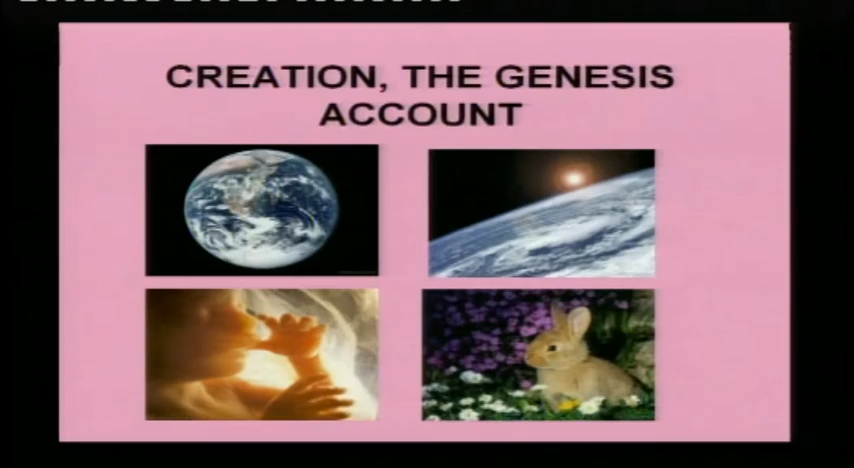 CREATION, THE GENESIS
ACCOUNT